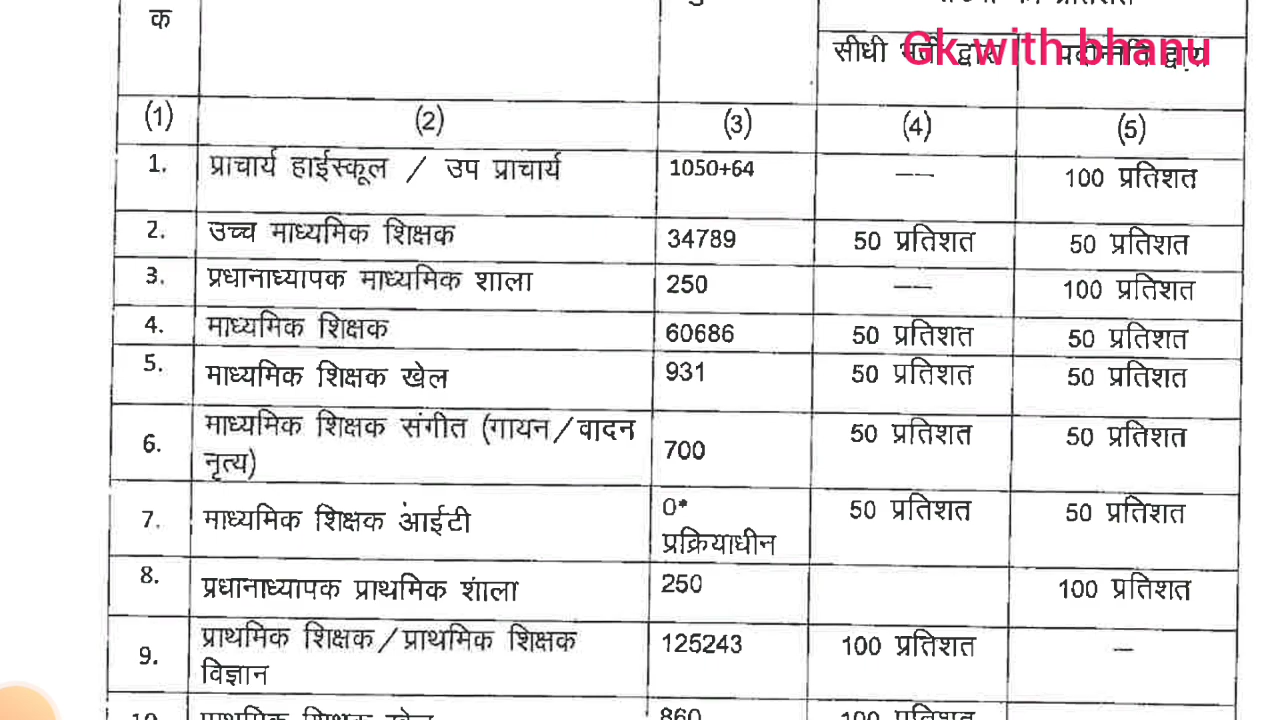 क
सीधी भर्ती द्वारा
पदोन्नति द्वारा
Gk with bhanu
(1) (2) (3) (4) (5)
1. प्राचार्य हाईस्कूल / उप प्राचार्य 1050+64 –– 100 प्रतिशत
2. उच्च माध्यमिक शिक्षक 34789 50 प्रतिशत 50 प्रतिशत
3. प्रधानाध्यापक माध्यमिक शाला 250 –– 100 प्रतिशत
4. माध्यमिक शिक्षक 60686 50 प्रतिशत 50 प्रतिशत
5. माध्यमिक शिक्षक खेल 931 50 प्रतिशत 50 प्रतिशत
6. माध्यमिक शिक्षक संगीत (गायन/वादन 700 50 प्रतिशत 50 प्रतिशत
नृत्य)
7. माध्यमिक शिक्षक आईटी 0* 50 प्रतिशत 50 प्रतिशत
प्रक्रियाधीन
8. प्रधानाध्यापक प्राथमिक शाला 250 100 प्रतिशत
9. प्राथमिक शिक्षक/प्राथमिक शिक्षक 125243 100 प्रतिशत –
विज्ञान
10. प्राथमिक शिक्षक खेल 860 100 प्रतिशत